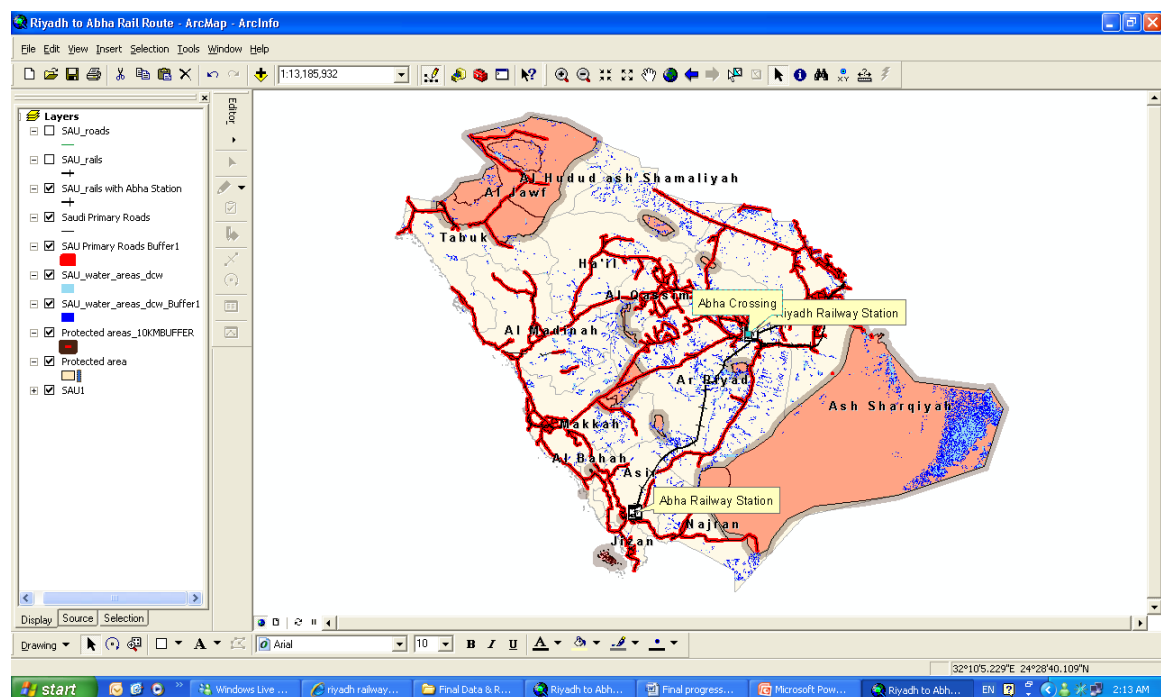 Riyadh to Abha Rail Route - ArcMap - ArcInfo
File Edit View Insert Selection Tools Window Help
1:13,185,932
Layers
SAU_roads
SAU_rails
SAU_rails with Abha Station
Saudi Primary Roads
SAU Primary Roads Buffer1
SAU_water_areas_dcw
SAU_water_areas_dcw_Buffer1
Protected areas_10KMBUFFER
Protected area
SAU1
Editor
Al Hudud ash Shamaliyah
Al Jawf
Tabuk
Ha'il
Al Qassim
Abha Crossing
iyadh Railway Station
Al Madinah
Ar Riyad
Ash Sharqiyah
Makkah
Al Bahah
Asir
Abha Railway Station
Najran
Jizan
Display Source Selection
Drawing A Arial 10 B I U A
32°10'5.229"E 24°28'40.109"N
start Windows Live ... riyadh railway... Final Data & R... Riyadh to Abh... Final progress... Microsoft Pow... Riyadh to Abh... EN 2:13 AM